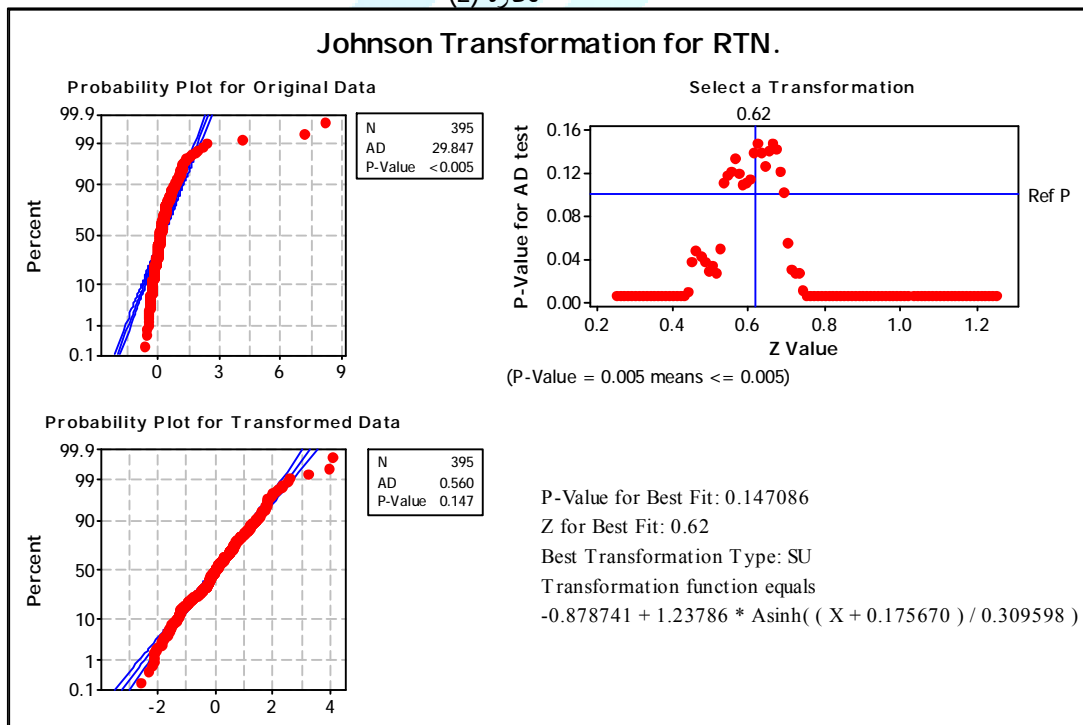 Johnson Transformation for RTN.
Probability Plot for Original Data
Percent
99.9
99
90
50
10
1
0.1
0 3 6 9
N 395
AD 29.847
P-Value <0.005
Select a Transformation
0.62
P-Value for AD test
0.16
0.12
0.08
0.04
0.00
Ref P
0.2 0.4 0.6 0.8 1.0 1.2
Z Value
(P-Value = 0.005 means <= 0.005)
Probability Plot for Transformed Data
Percent
99.9
99
90
50
10
1
0.1
-2 0 2 4
N 395
AD 0.560
P-Value 0.147
P-Value for Best Fit: 0.147086
Z for Best Fit: 0.62
Best Transformation Type: SU
Transformation function equals
-0.878741 + 1.23786 * Asinh( ( X + 0.175670 ) / 0.309598 )